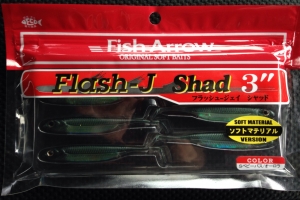 Fish Arrow
ORIGINAL SOFT BAITS
Flash-J Shad 3"
フラッシュ-ジェイ シャッド
SOFT MATERIAL
ソフトマテリアル
VERSION
COLOR